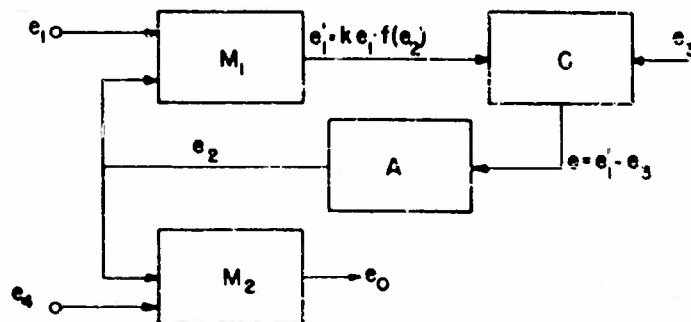 e₁
M₁
e₁' = k e₁ · f(e₂)
C
e₃
e₂
A
e = e₁' - e₃
e₄
M₂
e₀